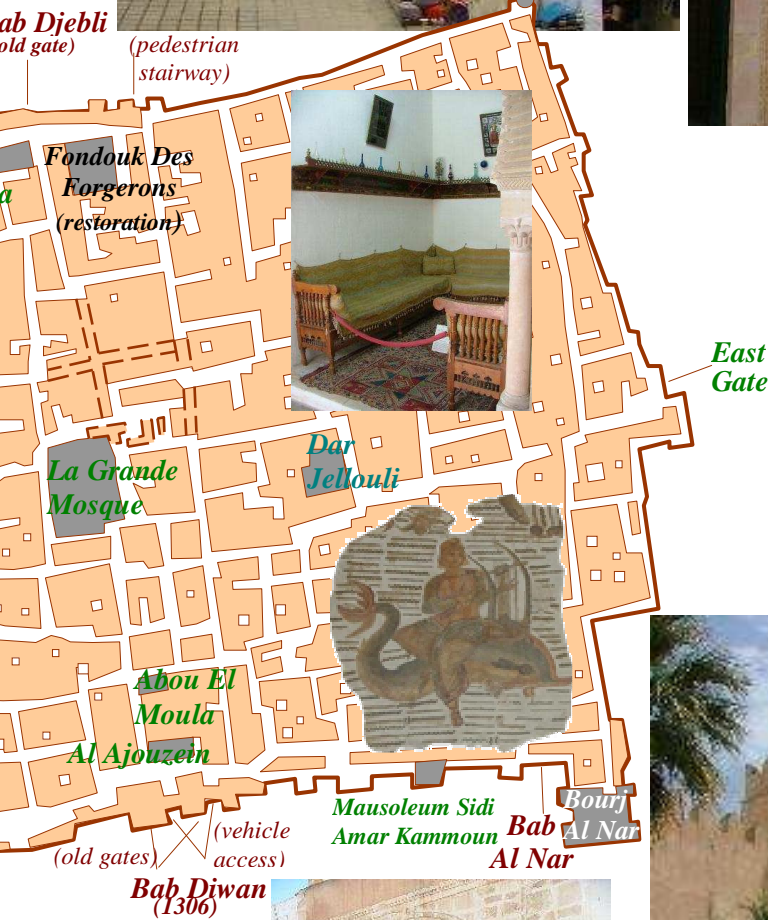 ab Djebli
old gate)
(pedestrian
stairway)
Fondouk Des
Forgerons
(restoration)
a
East
Gate
Dar
Jellouli
La Grande
Mosque
Abou El
Moula
Al Ajouzein
Mausoleum Sidi
Amar Kammoun
Bab
Al Nar
Bourj
Al Nar
(vehicle
access)
(old gates)
Bab Diwan
(1306)